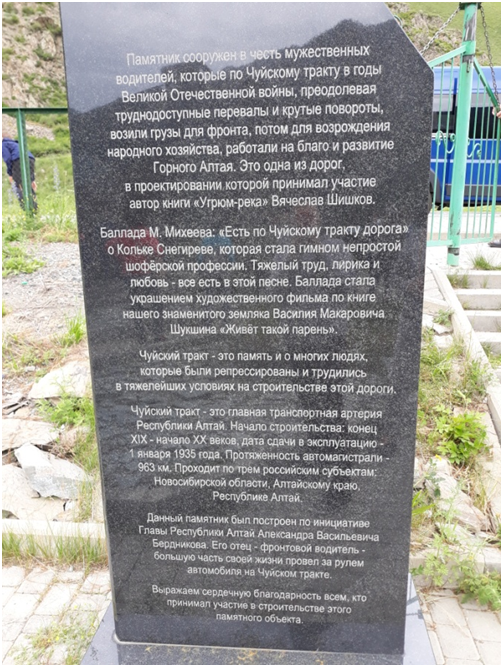 Памятник сооружен в честь мужественных
водителей, которые по Чуйскому тракту в годы
Великой Отечественной войны, преодолевая
труднодоступные перевалы и крутые повороты,
возили грузы для фронта, потом для возрождения
народного хозяйства, работали на благо и развитие
Горного Алтая. Это одна из дорог,
в проектировании которой принимал участие
автор книги «Угрюм-река» Вячеслав Шишков.
Баллада М. Михеева: «Есть по Чуйскому тракту дорога»
о Кольке Снегиреве, которая стала гимном непростой
шофёрской профессии. Тяжелый труд, лирика и
любовь - все есть в этой песне. Баллада стала
украшением художественного фильма по книге
нашего знаменитого земляка Василия Макаровича
Шукшина «Живёт такой парень».
Чуйский тракт - это память и о многих людях,
которые были репрессированы и трудились
в тяжелейших условиях на строительстве этой дороги.
Чуйский тракт - это главная транспортная артерия
Республики Алтай. Начало строительства: конец
XIX - начало XX веков, дата сдачи в эксплуатацию -
1 января 1935 года. Протяженность автомагистрали -
963 км. Проходит по трем российским субъектам:
Новосибирской области, Алтайскому краю,
Республике Алтай.
Данный памятник был построен по инициативе
Главы Республики Алтай Александра Васильевича
Бердникова. Его отец - фронтовой водитель -
большую часть своей жизни провел за рулем
автомобиля на Чуйском тракте.
Выражаем сердечную благодарность всем, кто
принимал участие в строительстве этого
памятного объекта.